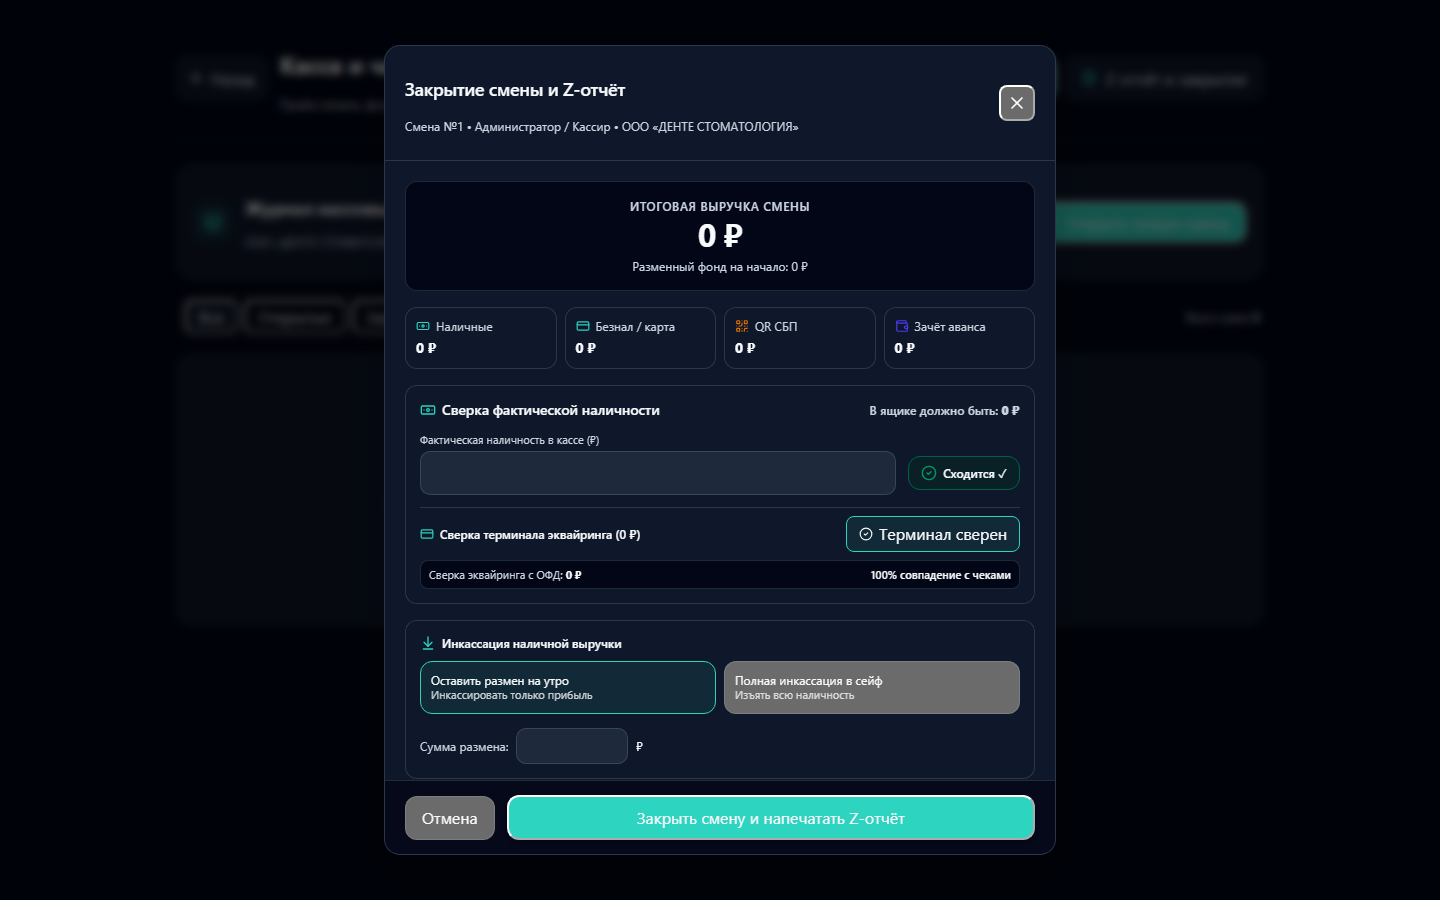 Закрытие смены и Z-отчёт
Смена №1 • Администратор / Кассир • ООО «ДЕНТЕ СТОМАТОЛОГИЯ»
ИТОГОВАЯ ВЫРУЧКА СМЕНЫ
0 ₽
Разменный фонд на начало: 0 ₽
Наличные
0 ₽
Безнал / карта
0 ₽
QR СБП
0 ₽
Зачёт аванса
0 ₽
Сверка фактической наличности
В ящике должно быть: 0 ₽
Фактическая наличность в кассе (₽)
Сходится ✓
Сверка терминала эквайринга (0 ₽)
Терминал сверен
Сверка эквайринга с ОФД: 0 ₽
100% совпадение с чеками
Инкассация наличной выручки
Оставить размен на утро
Инкассировать только прибыль
Полная инкассация в сейф
Изъять всю наличность
Сумма размена:
₽
Отмена
Закрыть смену и напечатать Z-отчёт